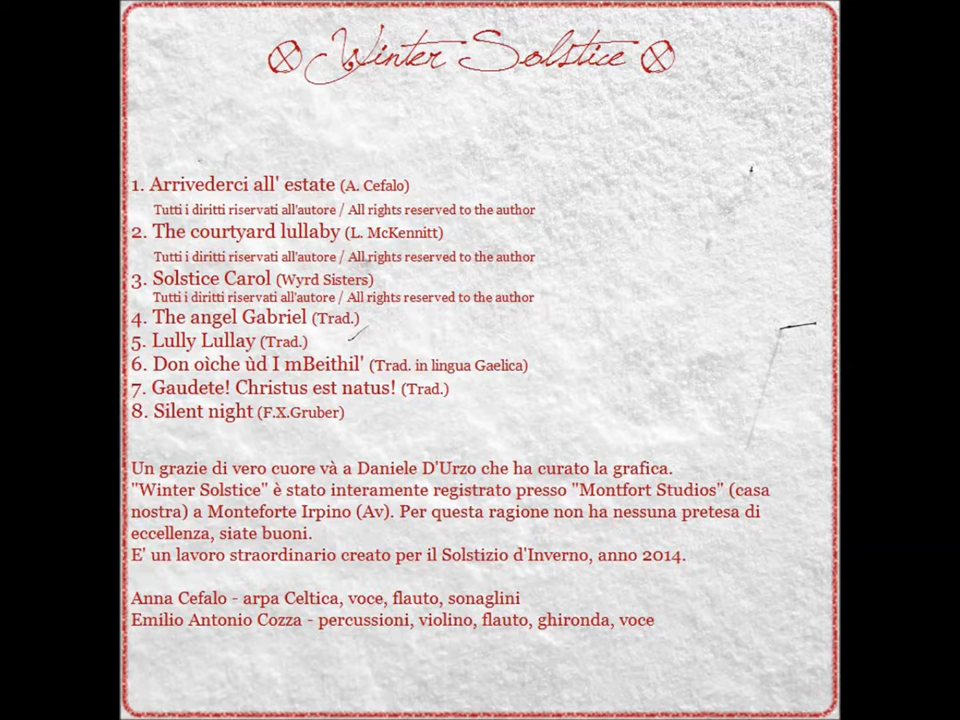 Winter Solstice
1. Arrivederci all' estate (A. Cefalo)
Tutti i diritti riservati all'autore / All rights reserved to the author
2. The courtyard lullaby (L. McKennitt)
Tutti i diritti riservati all'autore / All rights reserved to the author
3. Solstice Carol (Wyrd Sisters)
Tutti i diritti riservati all'autore / All rights reserved to the author
4. The angel Gabriel (Trad.)
5. Lully Lullay (Trad.)
6. Don oìche ùd I mBeithil' (Trad. in lingua Gaelica)
7. Gaudete! Christus est natus! (Trad.)
8. Silent night (F.X.Gruber)
Un grazie di vero cuore và a Daniele D'Urzo che ha curato la grafica.
"Winter Solstice" è stato interamente registrato presso "Montfort Studios" (casa
nostra) a Monteforte Irpino (Av). Per questa ragione non ha nessuna pretesa di
eccellenza, siate buoni.
E' un lavoro straordinario creato per il Solstizio d'Inverno, anno 2014.
Anna Cefalo - arpa Celtica, voce, flauto, sonaglini
Emilio Antonio Cozza - percussioni, violino, flauto, ghironda, voce